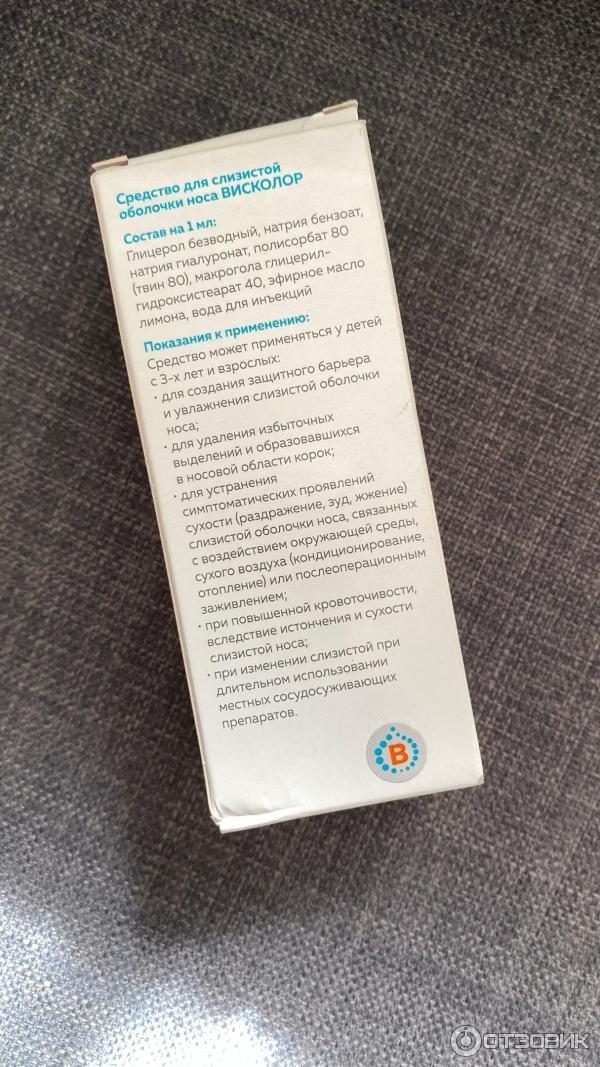 Средство для слизистой
оболочки носа ВИСКОЛОР
Состав на 1 мл:
Глицерол безводный, натрия бензоат,
натрия гиалуронат, полисорбат 80
(твин 80), макрогола глицерил-
гидроксистеарат 40, эфирное масло
лимона, вода для инъекций
Показания к применению:
Средство может применяться у детей
с 3-х лет и взрослых:
· для создания защитного барьера
и увлажнения слизистой оболочки
носа;
· для удаления избыточных
выделений и образовавшихся
в носовой области корок;
· для устранения
симптоматических проявлений
сухости (раздражение, зуд, жжение)
слизистой оболочки носа, связанных
с воздействием окружающей среды,
сухого воздуха (кондиционирование,
отопление) или послеоперационным
заживлением;
· при повышенной кровоточивости,
вследствие истончения и сухости
слизистой носа;
· при изменении слизистой при
длительном использовании
местных сосудосуживающих
препаратов.
В
ОТЗОВИК